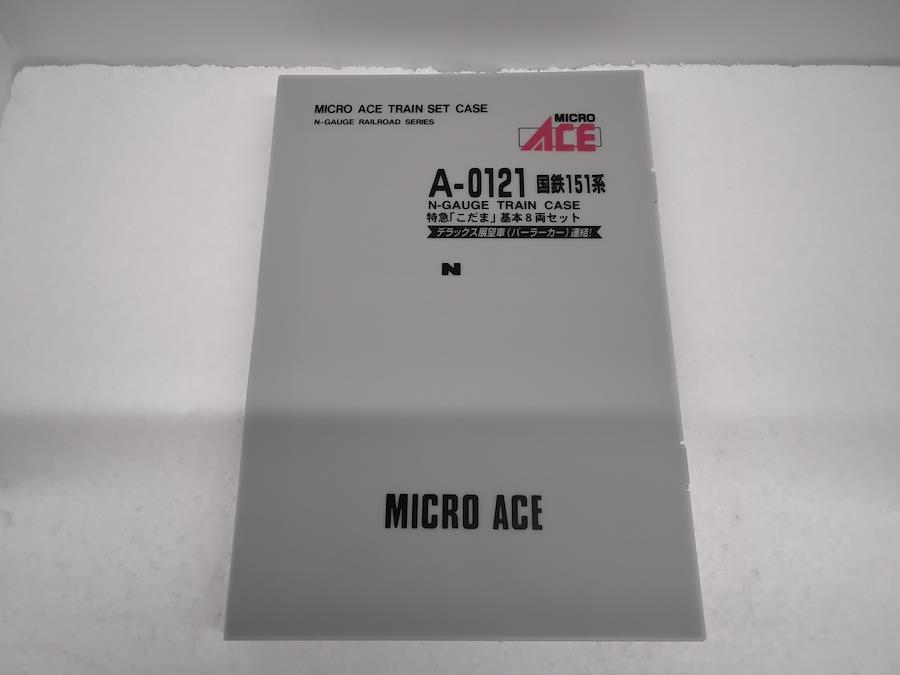 MICRO ACE TRAIN SET CASE
N-GAUGE RAILROAD SERIES
MICRO
ACE
A-0121 国鉄151系
N-GAUGE TRAIN CASE
特急「こだま」基本8両セット
デラックス展望車(パーラーカー)連結!
N
MICRO ACE